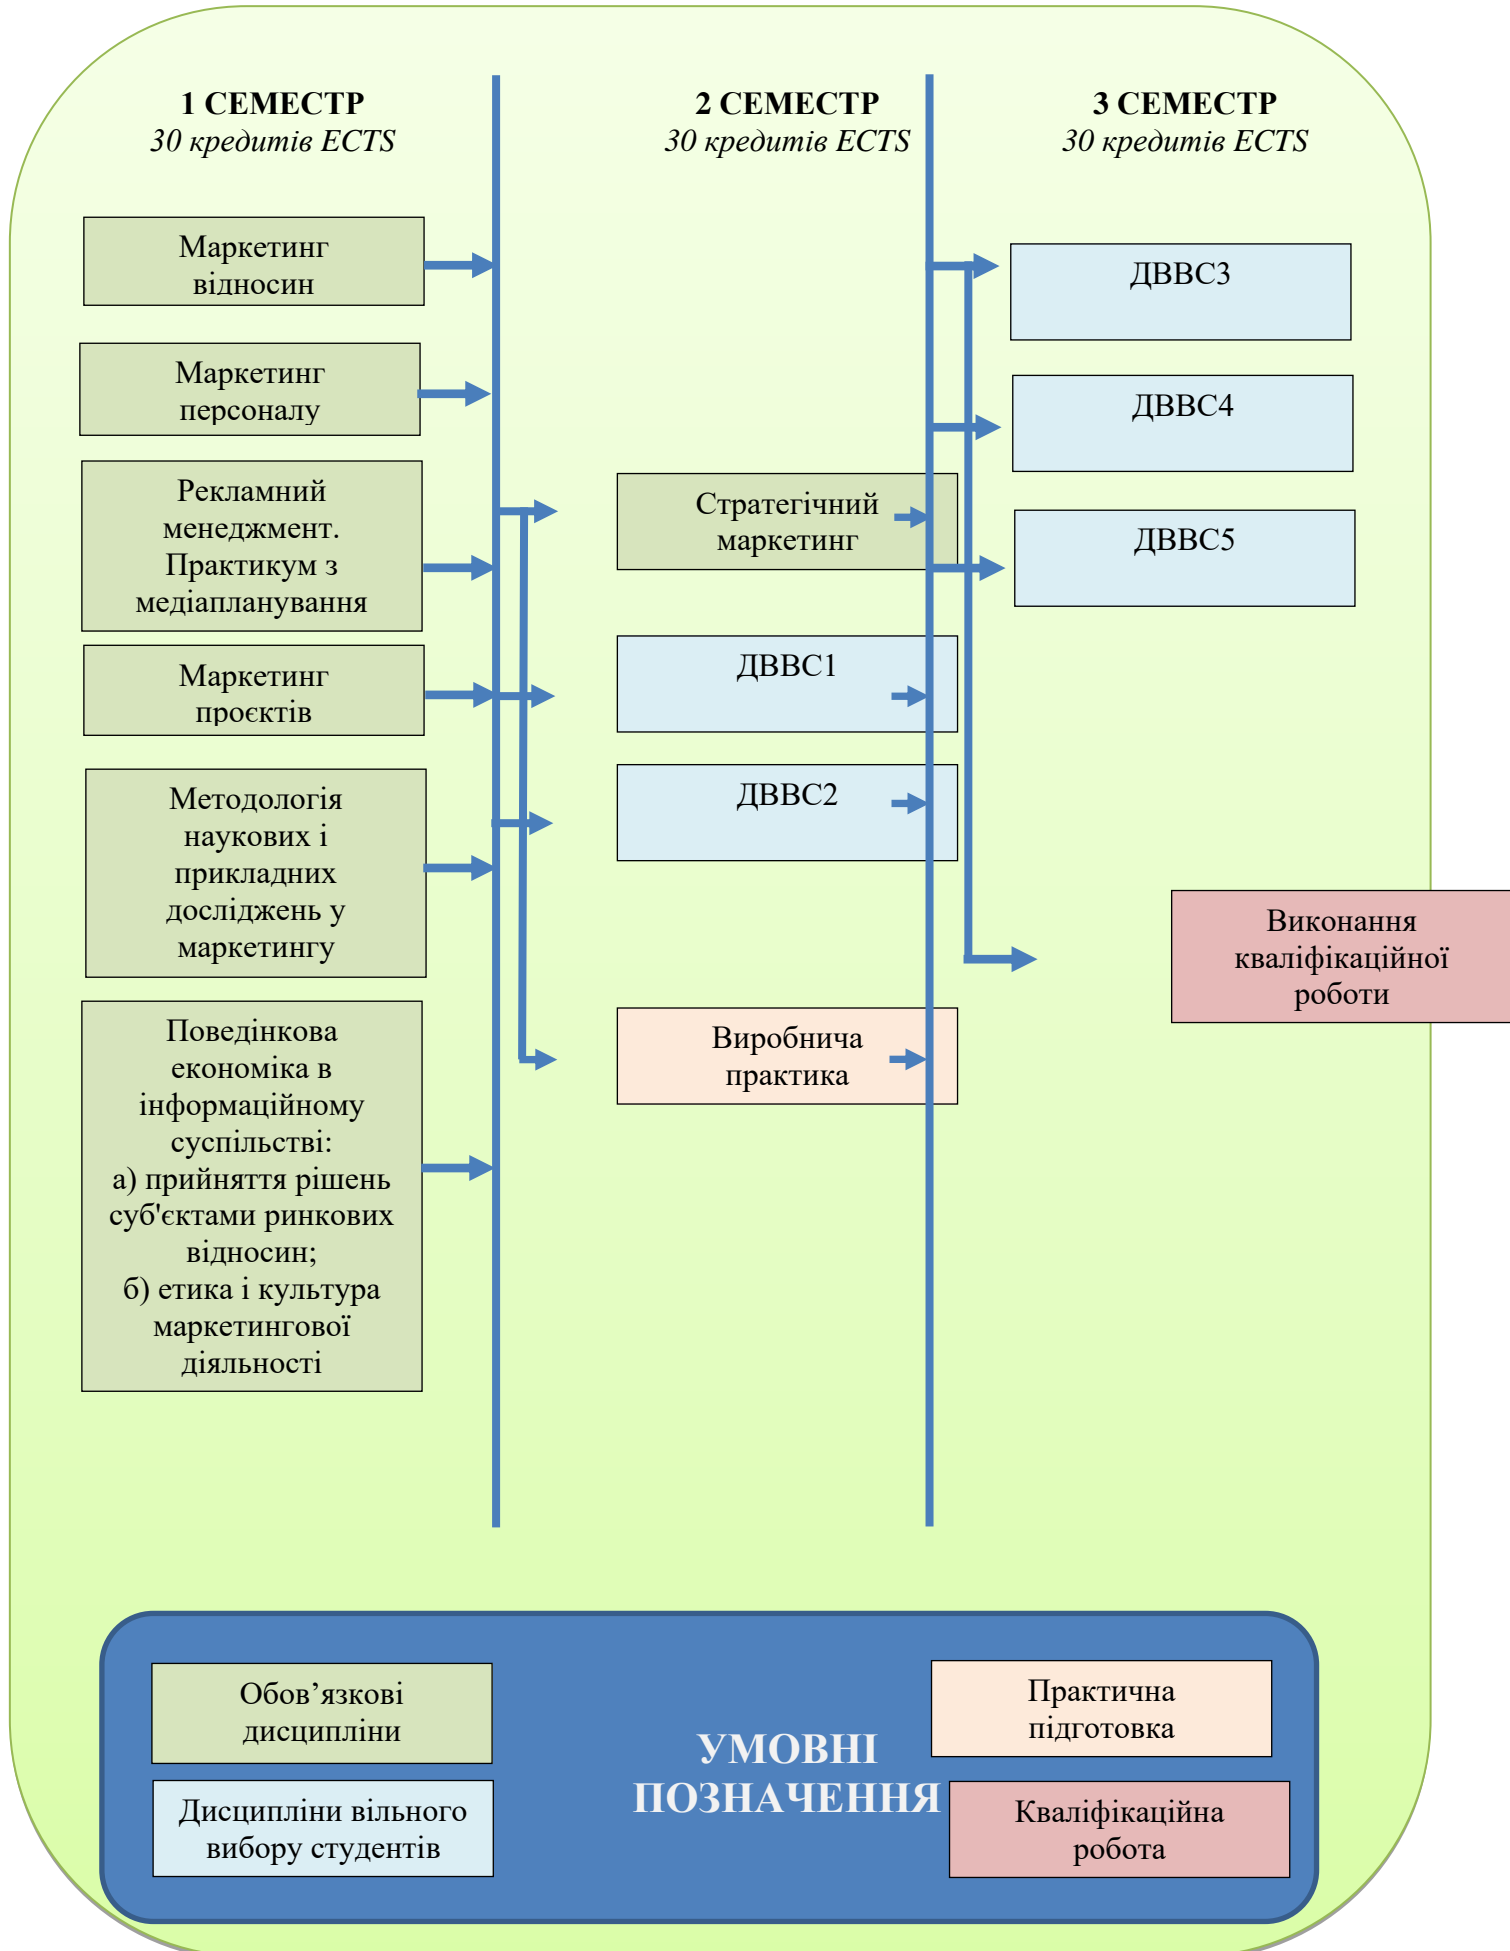 1 СЕМЕСТР
30 кредитів ECTS
2 СЕМЕСТР
30 кредитів ECTS
3 СЕМЕСТР
30 кредитів ECTS
Маркетинг
відносин
Маркетинг
персоналу
Рекламний
менеджмент.
Практикум з
медіапланування
Маркетинг
проєктів
Методологія
наукових і
прикладних
досліджень у
маркетингу
Поведінкова
економіка в
інформаційному
суспільстві:
а) прийняття рішень
суб'єктами ринкових
відносин;
б) етика і культура
маркетингової
діяльності
Стратегічний
маркетинг
ДВВС1
ДВВС2
Виробнича
практика
ДВВС3
ДВВС4
ДВВС5
Виконання
кваліфікаційної
роботи
Обов’язкові
дисципліни
Дисципліни вільного
вибору студентів
УМОВНІ
ПОЗНАЧЕННЯ
Практична
підготовка
Кваліфікаційна
робота